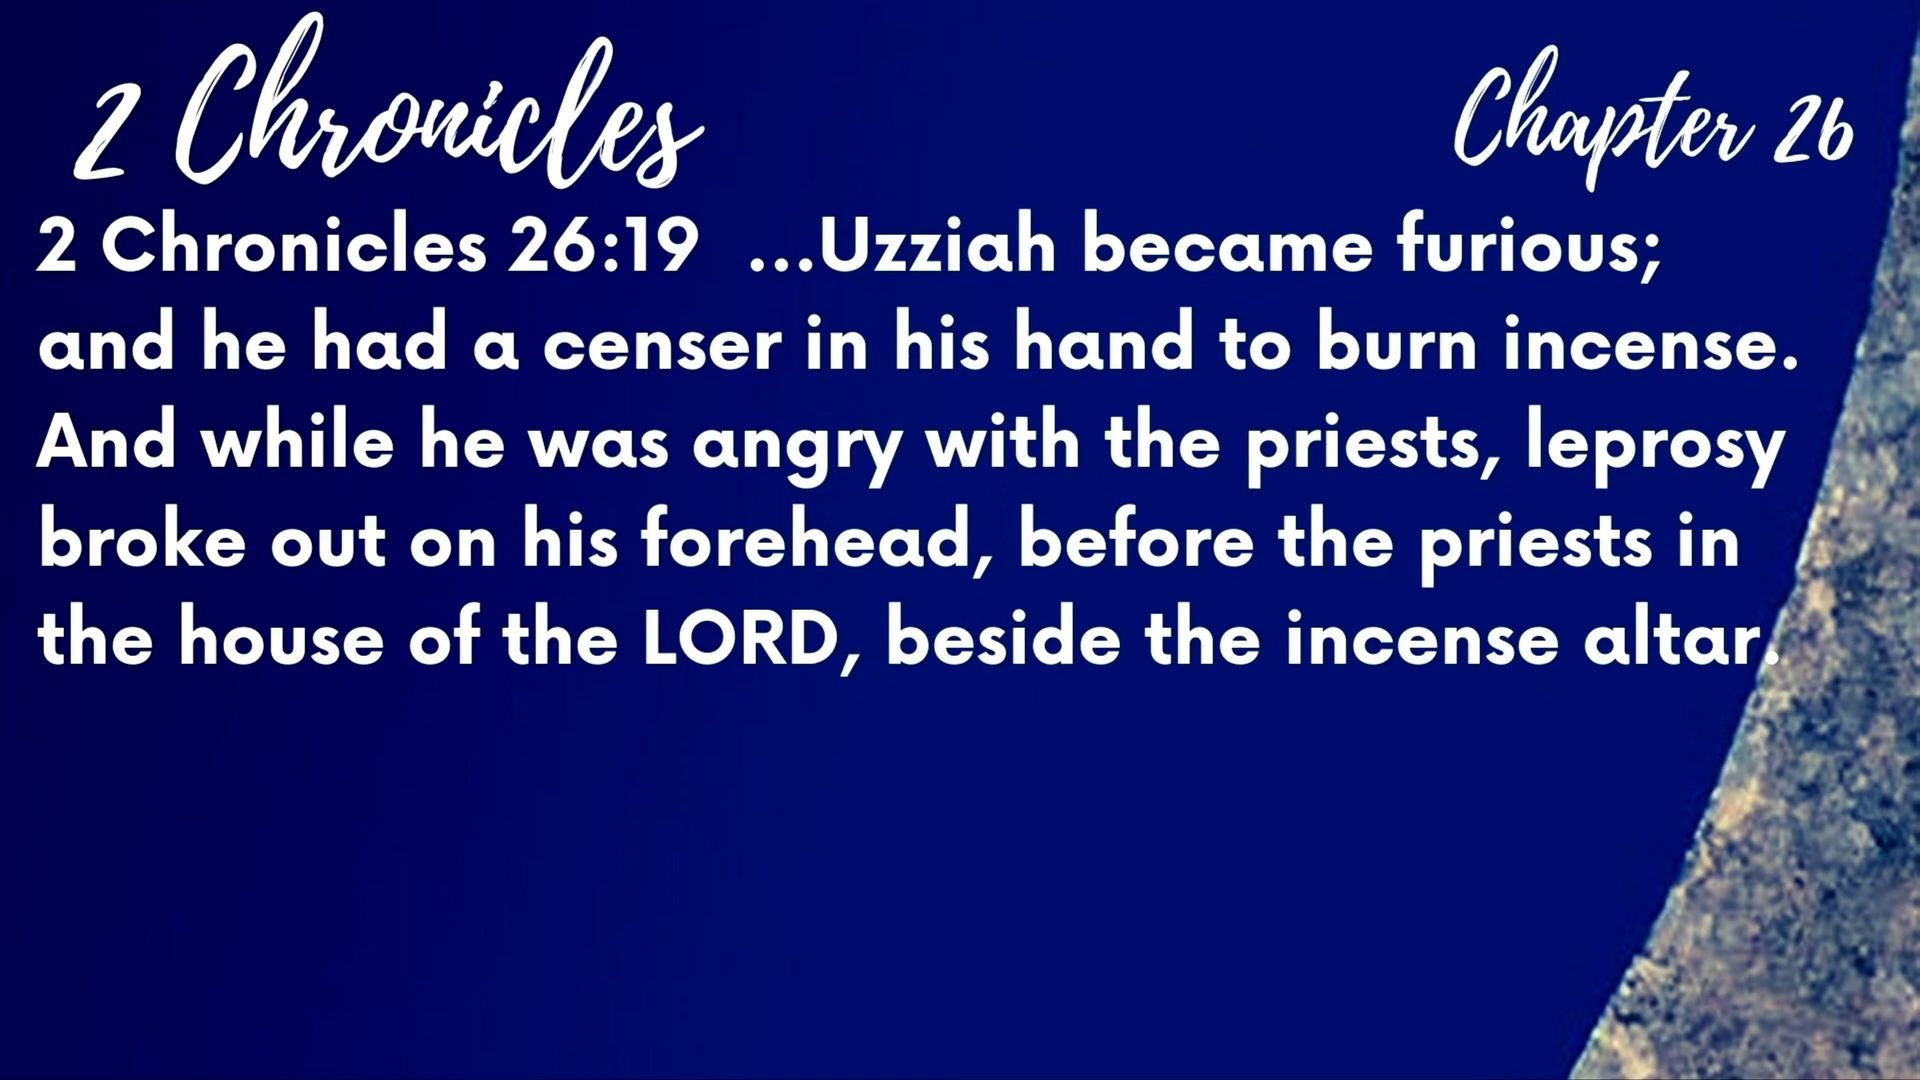 2 Chronicles
Chapter 26
2 Chronicles 26:19  ...Uzziah became furious;
and he had a censer in his hand to burn incense.
And while he was angry with the priests, leprosy
broke out on his forehead, before the priests in
the house of the LORD, beside the incense altar.